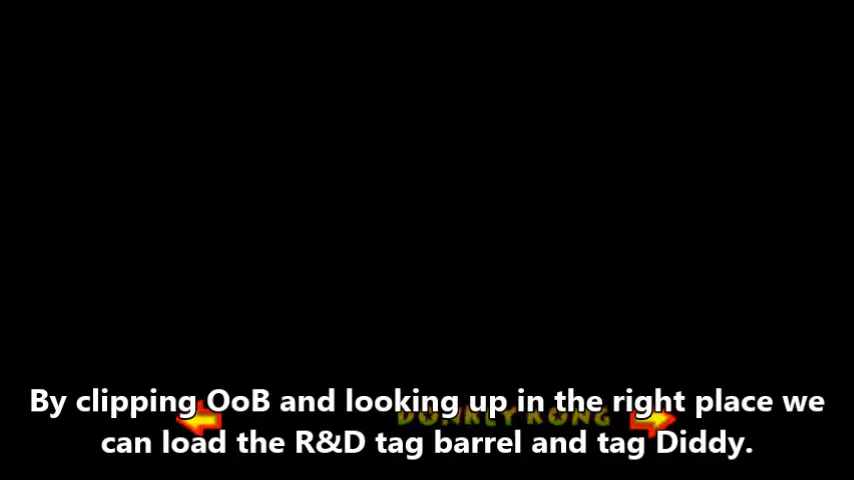 By clipping OoB and looking up in the right place we
DONKEY KONG
can load the R&D tag barrel and tag Diddy.